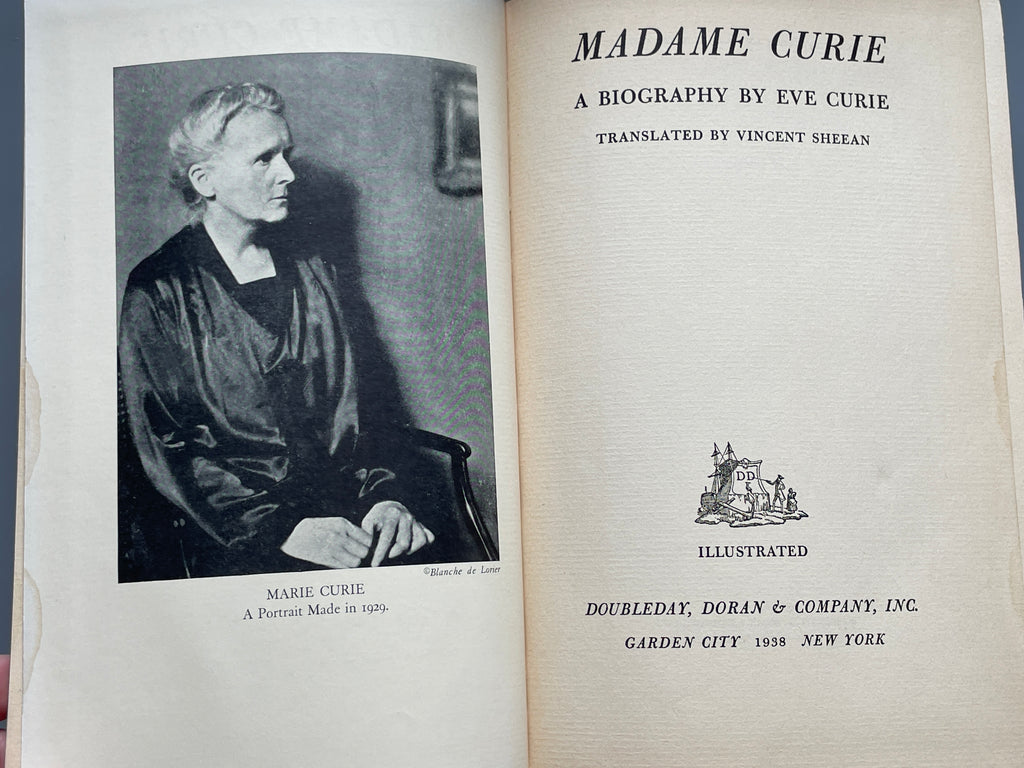 ©Blanche de Loner
MARIE CURIE
A Portrait Made in 1929.
MADAME CURIE
A BIOGRAPHY BY EVE CURIE
TRANSLATED BY VINCENT SHEEAN
DD
ILLUSTRATED
DOUBLEDAY, DORAN & COMPANY, INC.
GARDEN CITY 1938 NEW YORK